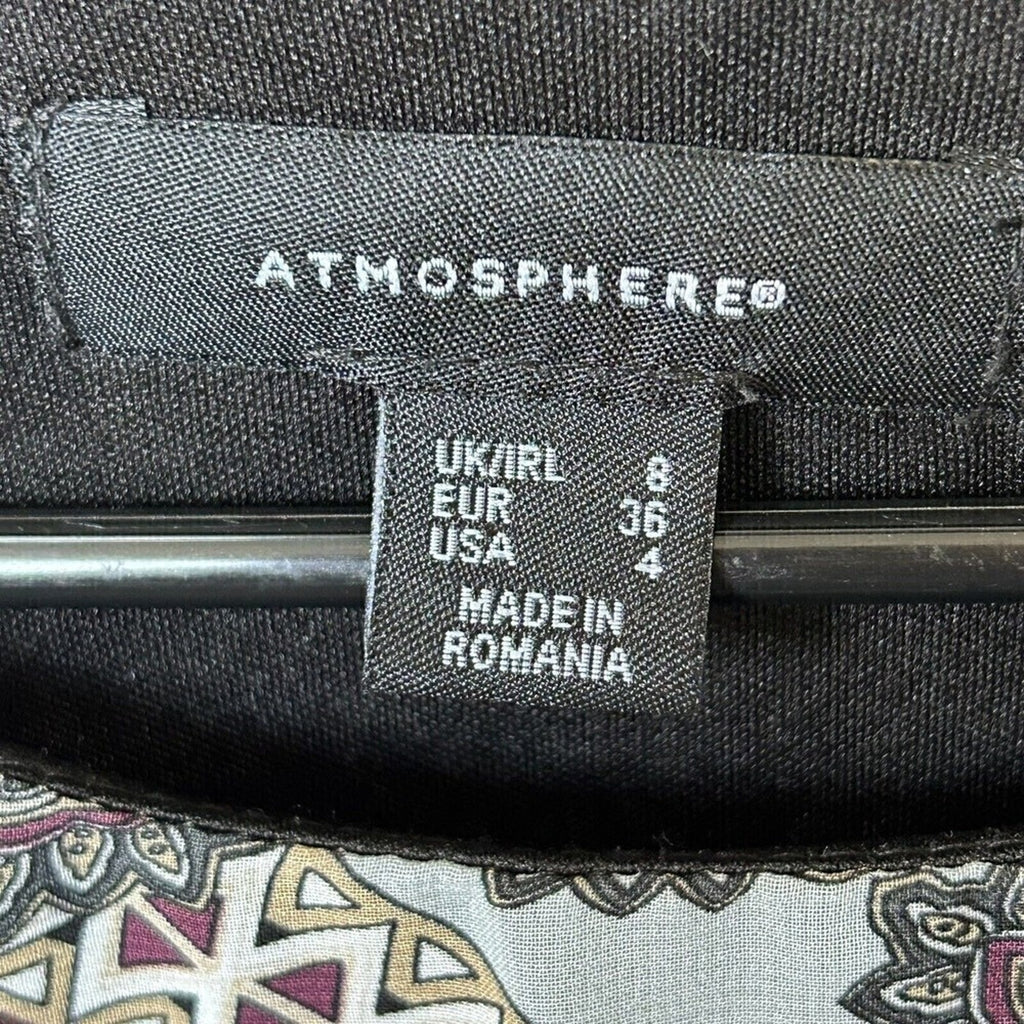 ATMOSPHERE®
UK/IRL 8
EUR 36
USA 4
MADE IN
ROMANIA